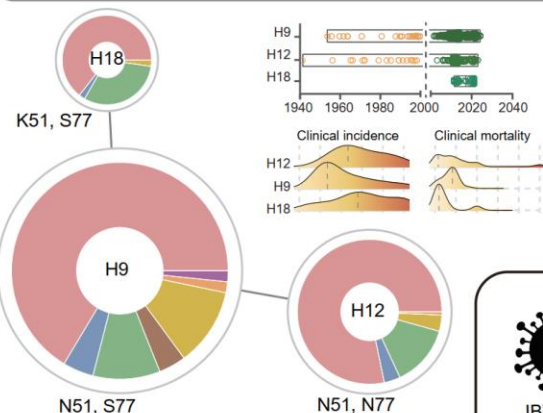 H18
K51, S77
H9
N51, S77
H12
N51, N77
H9
H12
H18
1940 1960 1980 2000 2020 2040
Clinical incidence Clinical mortality
H12
H9
H18